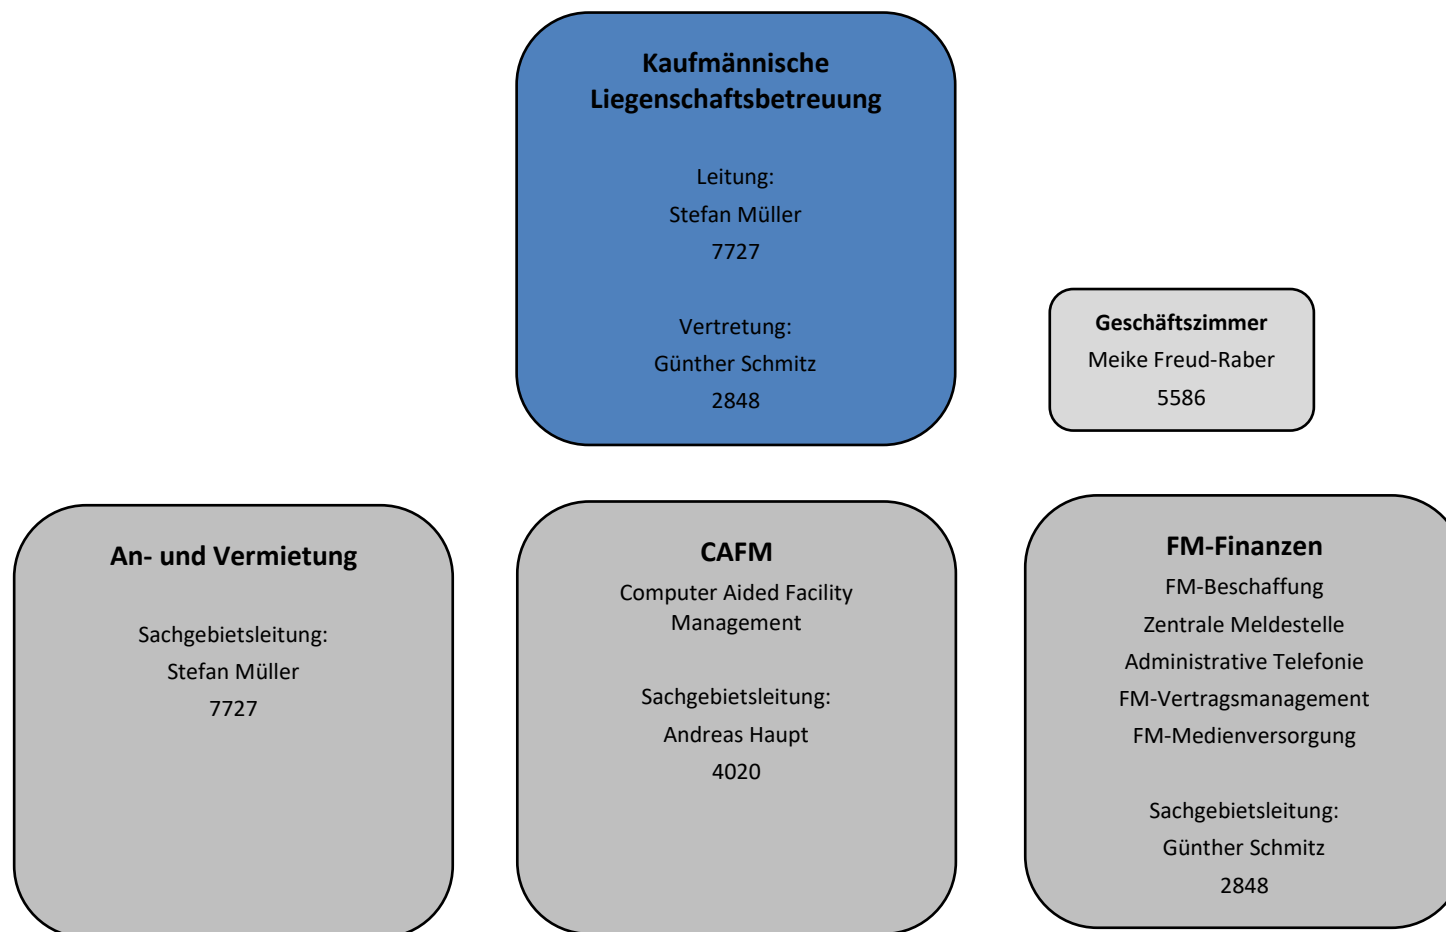 Kaufmännische
Liegenschaftsbetreuung
Leitung:
Stefan Müller
7727
Vertretung:
Günther Schmitz
2848
Geschäftszimmer
Meike Freud-Raber
5586
An- und Vermietung
Sachgebietsleitung:
Stefan Müller
7727
CAFM
Computer Aided Facility
Management
Sachgebietsleitung:
Andreas Haupt
4020
FM-Finanzen
FM-Beschaffung
Zentrale Meldestelle
Administrative Telefonie
FM-Vertragsmanagement
FM-Medienversorgung
Sachgebietsleitung:
Günther Schmitz
2848